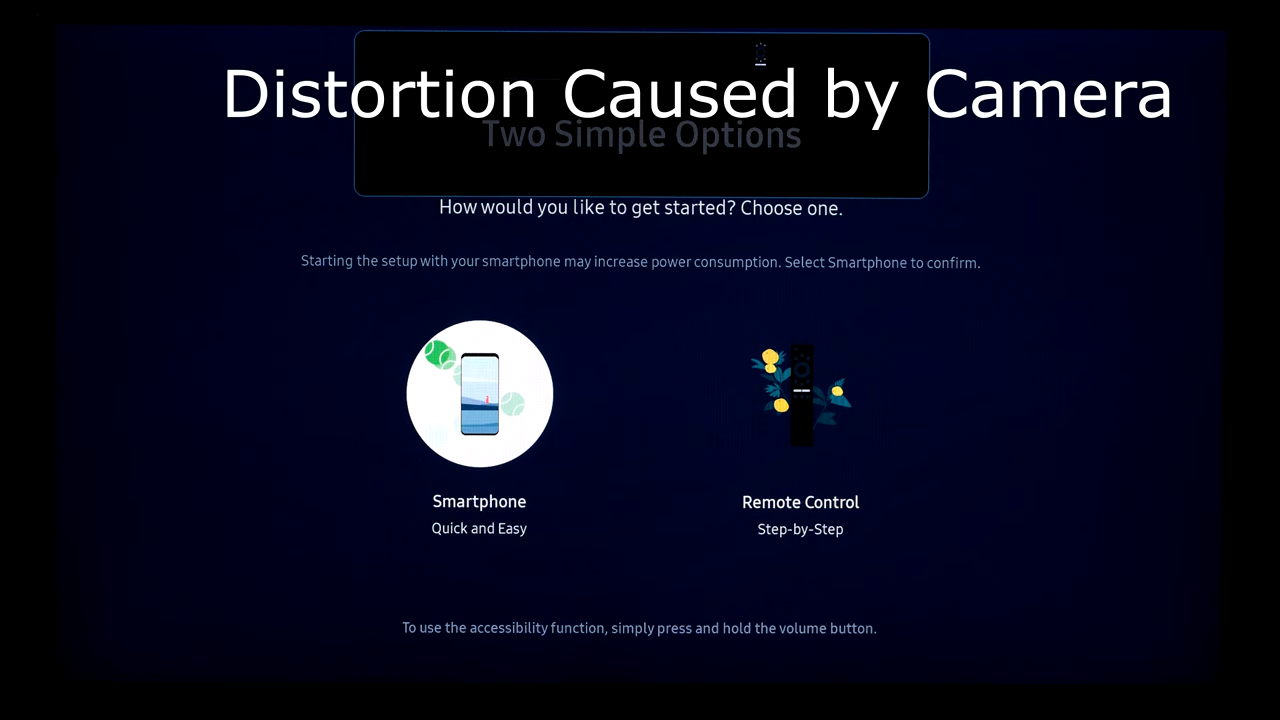 Distortion Caused by Camera
Two Simple Options
How would you like to get started? Choose one.
Starting the setup with your smartphone may increase power consumption. Select Smartphone to confirm.
Smartphone
Quick and Easy
Remote Control
Step-by-Step
To use the accessibility function, simply press and hold the volume button.